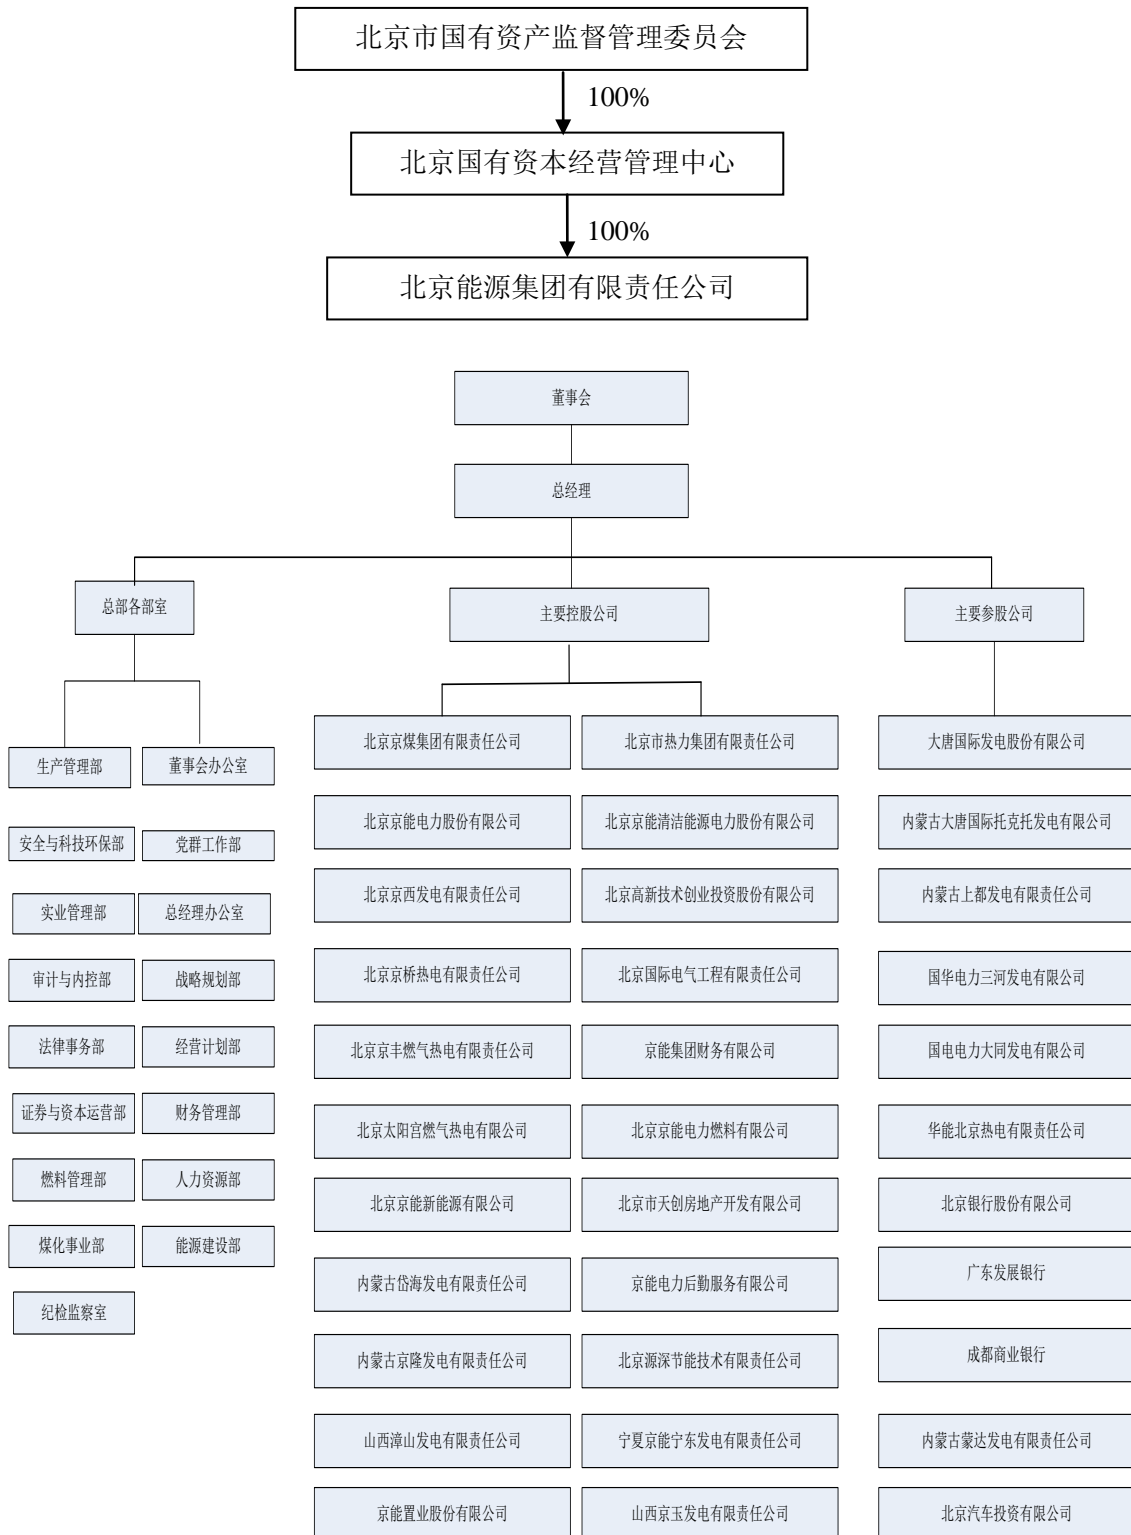 北京市国有资产监督管理委员会
100%
北京国有资本经营管理中心
100%
北京能源集团有限责任公司
董事会
总经理
总部各部室
主要控股公司
主要参股公司
生产管理部
董事会办公室
安全与科技环保部
党群工作部
实业管理部
总经理办公室
审计与内控部
战略规划部
法律事务部
经营计划部
证券与资本运营部
财务管理部
燃料管理部
人力资源部
煤化事业部
能源建设部
纪检监察室
北京京煤集团有限责任公司
北京市热力集团有限责任公司
北京京能电力股份有限公司
北京京能清洁能源电力股份有限公司
北京京西发电有限责任公司
北京高新技术创业投资股份有限公司
北京京桥热电有限责任公司
北京国际电气工程有限责任公司
北京京丰燃气热电有限责任公司
京能集团财务有限公司
北京太阳宫燃气热电有限公司
北京京能电力燃料有限公司
北京京能新能源有限公司
北京市天创房地产开发有限公司
内蒙古岱海发电有限责任公司
京能电力后勤服务有限公司
内蒙古京隆发电有限责任公司
北京源深节能技术有限责任公司
山西漳山发电有限责任公司
宁夏京能宁东发电有限责任公司
京能置业股份有限公司
山西京玉发电有限责任公司
大唐国际发电股份有限公司
内蒙古大唐国际托克托发电有限责任公司
内蒙古上都发电有限责任公司
国华电力三河发电有限公司
国电电力大同发电有限公司
华能北京热电有限责任公司
北京银行股份有限公司
广东发展银行
成都商业银行
内蒙古蒙达发电有限责任公司
北京汽车投资有限公司